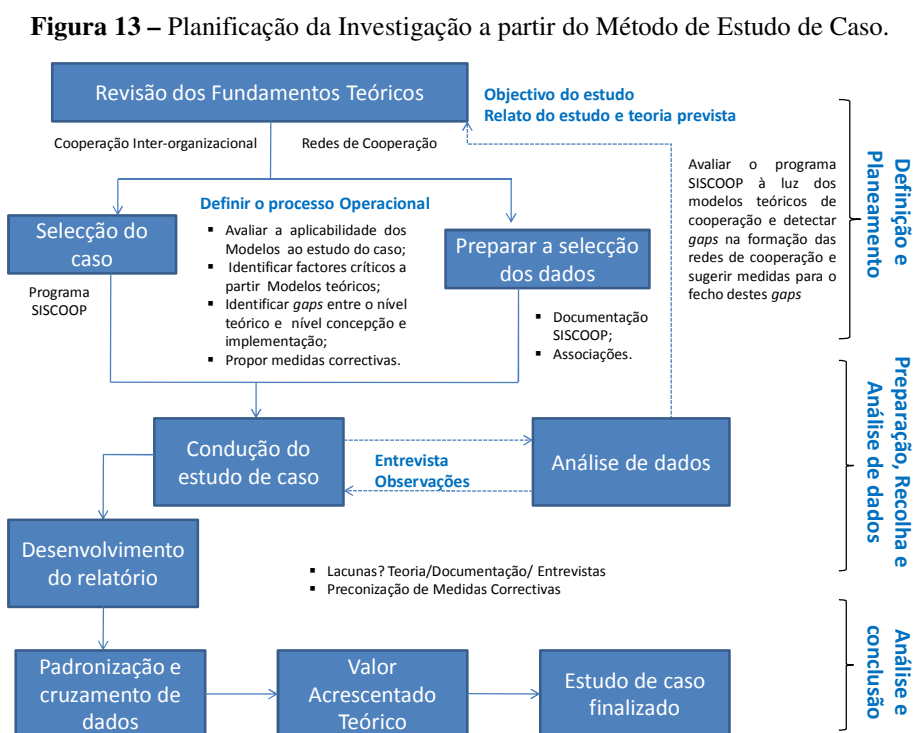 Figura 13 – Planificação da Investigação a partir do Método de Estudo de Caso.
Revisão dos Fundamentos Teóricos
Objectivo do estudo
Relato do estudo e teoria prevista
Cooperação Inter-organizacional
Redes de Cooperação
Avaliar o programa
SISCOOP à luz dos
modelos teóricos de
cooperação e detectar
gaps na formação das
redes de cooperação e
sugerir medidas para o
fecho destes gaps
Definição e
Planeamento
Selecção do
caso
Programa
SISCOOP
Definir o processo Operacional
▪ Avaliar a aplicabilidade dos
Modelos ao estudo do caso;
▪ Identificar factores críticos a
partir Modelos teóricos;
▪ Identificar gaps entre o nível
teórico e nível concepção e
implementação;
▪ Propor medidas correctivas.
Preparar a selecção
dos dados
▪ Documentação
SISCOOP;
▪ Associações.
Condução do
estudo de caso
Entrevista
Observações
Análise de dados
Preparação, Recolha e
Análise de dados
Desenvolvimento
do relatório
▪ Lacunas? Teoria/Documentação/ Entrevistas
▪ Preconização de Medidas Correctivas
Padronização e
cruzamento de
dados
Valor
Acrescentado
Teórico
Estudo de caso
finalizado
Análise e
conclusão